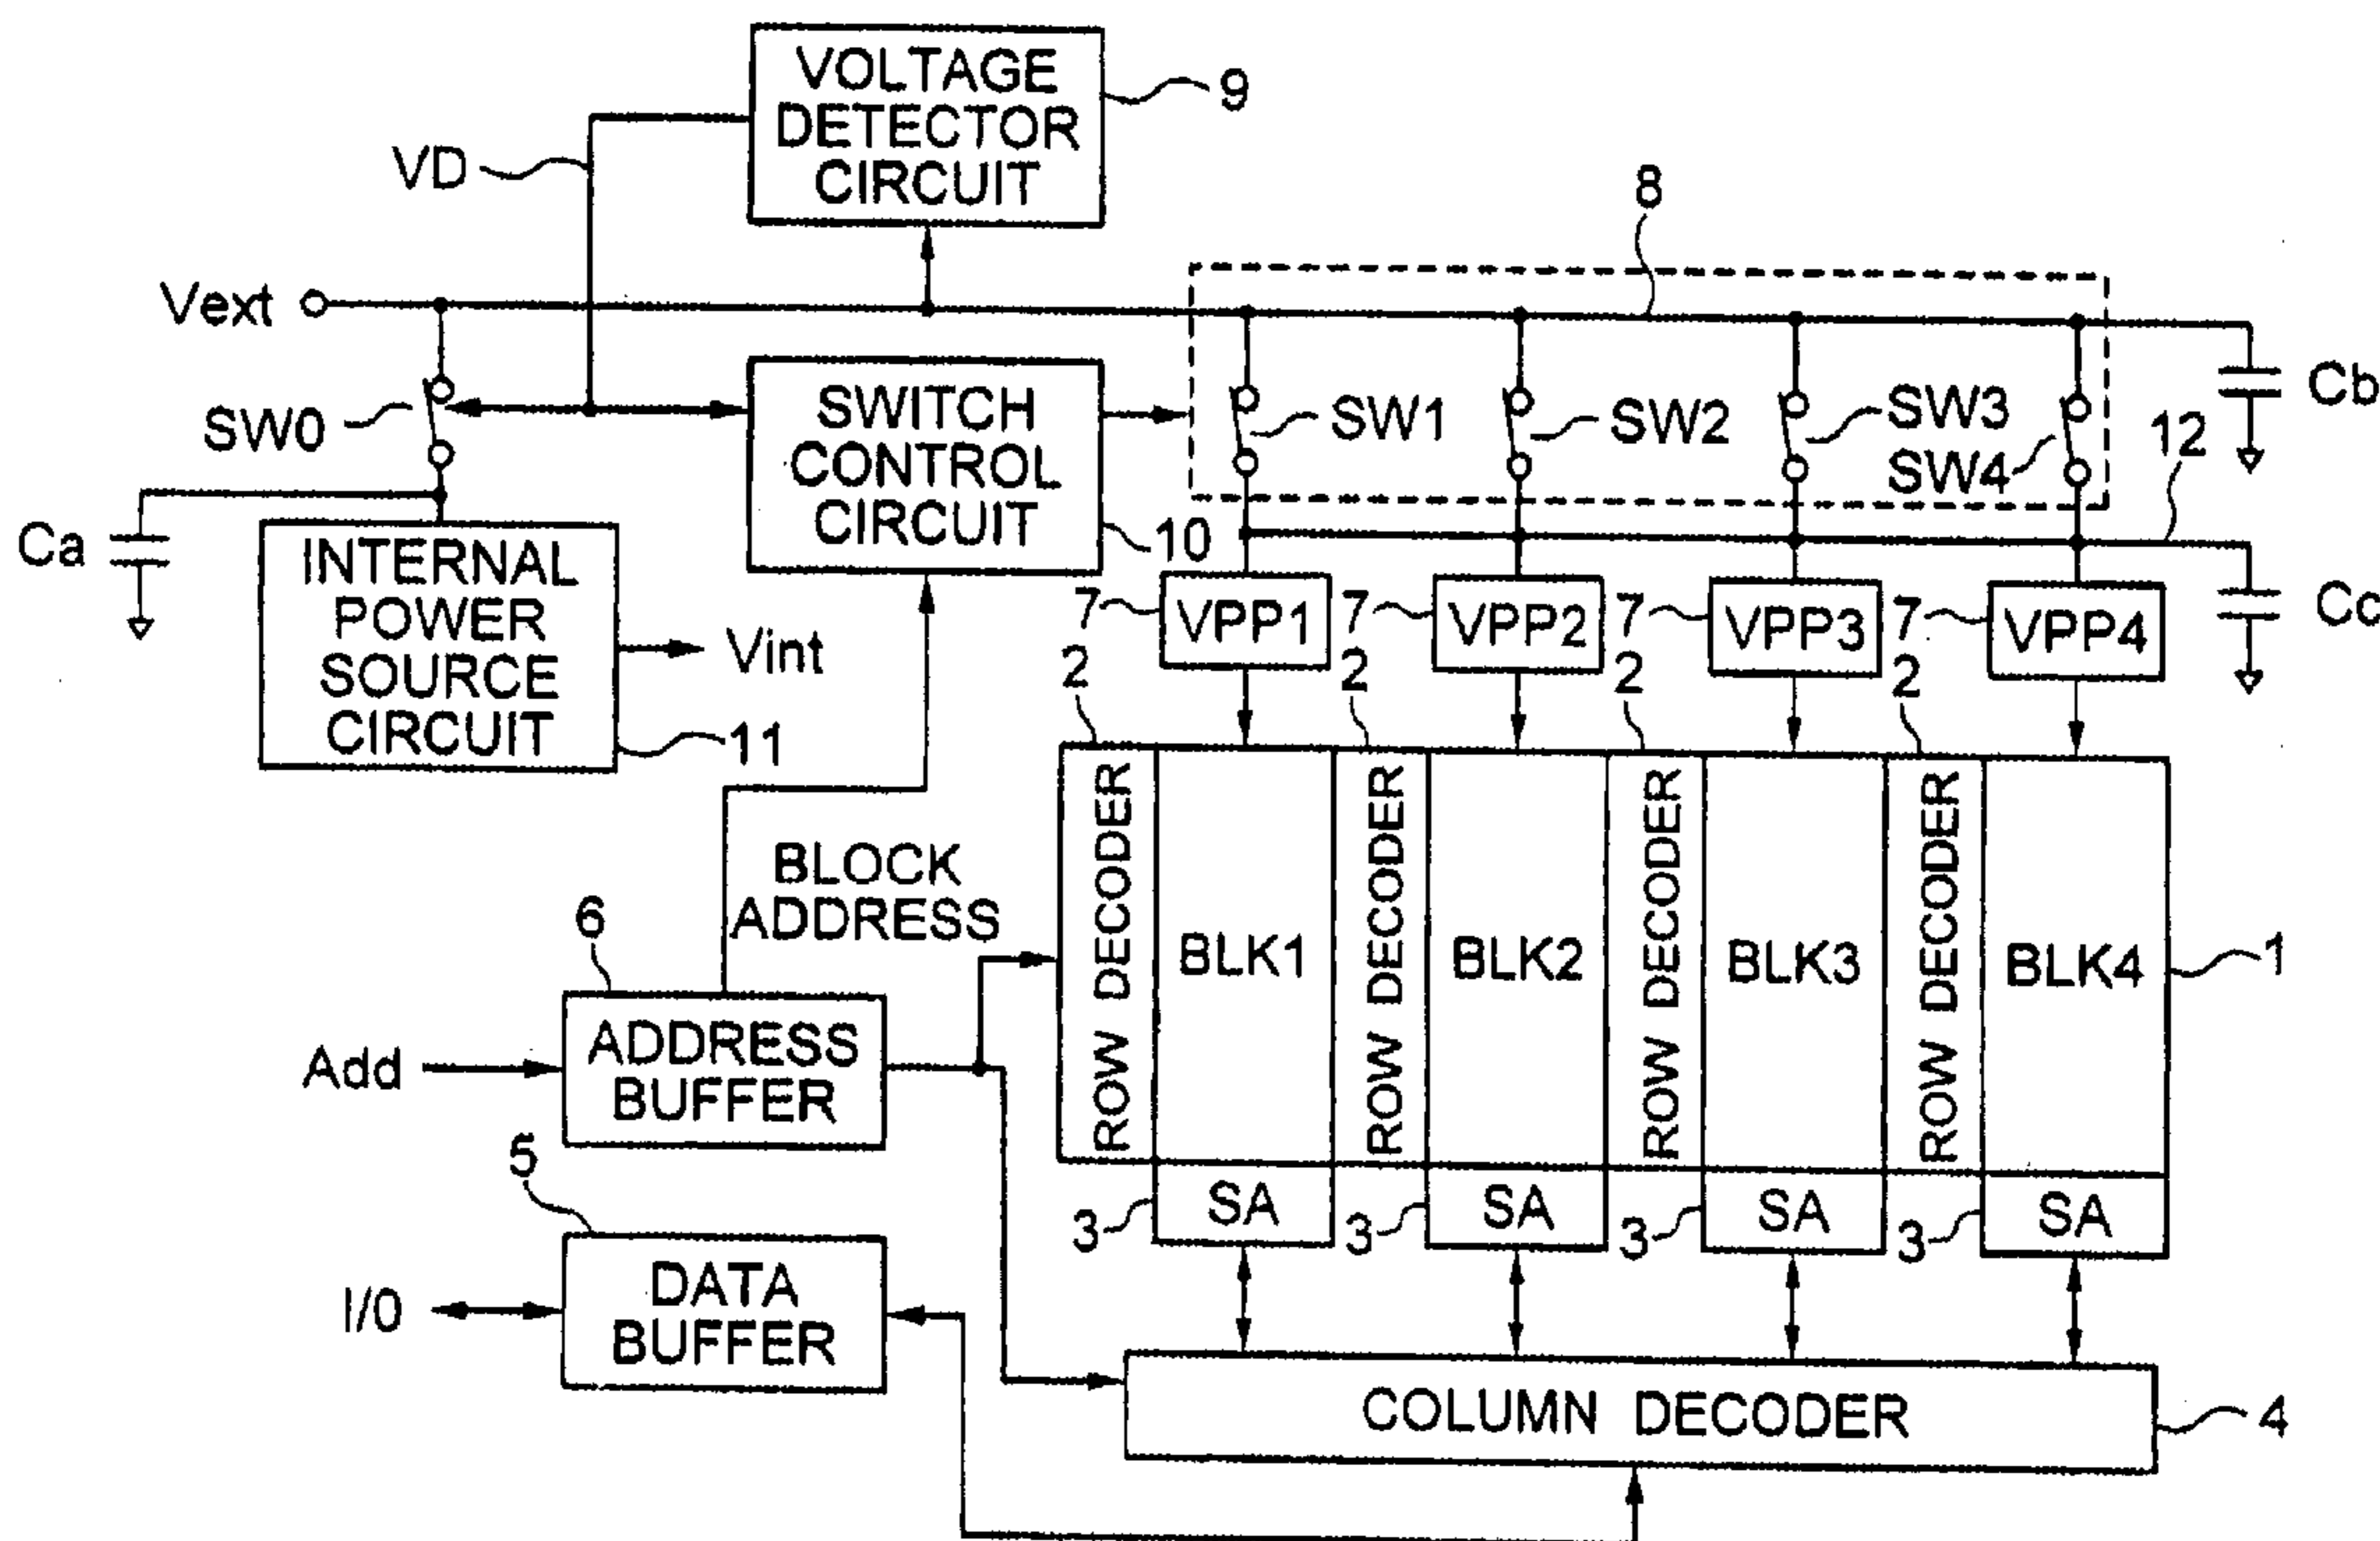 VOLTAGE
DETECTOR
CIRCUIT
9
VD
8
Vext
SW0
SWITCH
CONTROL
CIRCUIT
10
SW1
SW2
SW3
SW4
12
Cb
Ca
INTERNAL
POWER
SOURCE
CIRCUIT
11
Vint
7
VPP1
7
VPP2
7
VPP3
7
VPP4
Cc
2
2
2
2
BLOCK
ADDRESS
6
ROW DECODER
BLK1
ROW DECODER
BLK2
ROW DECODER
BLK3
ROW DECODER
BLK4
1
Add
ADDRESS
BUFFER
5
3
SA
3
SA
3
SA
3
SA
I/0
DATA
BUFFER
COLUMN DECODER
4